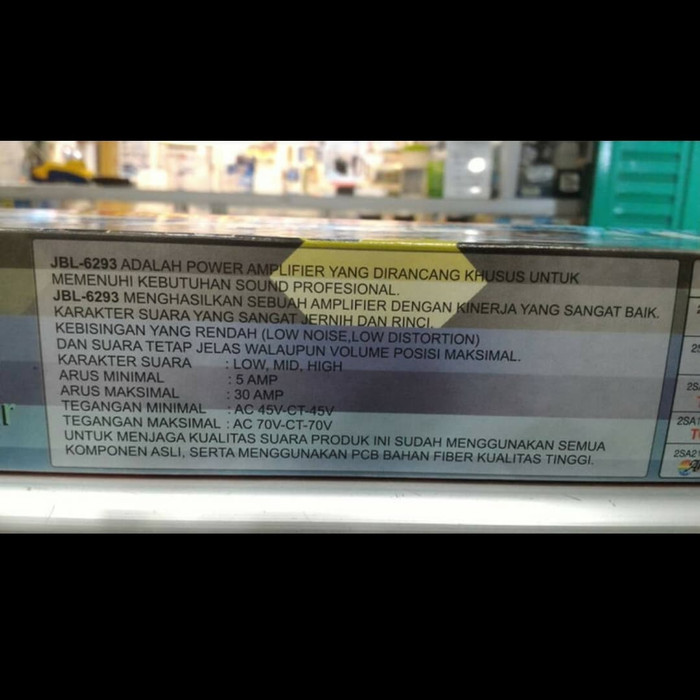 JBL-6293 ADALAH POWER AMPLIFIER YANG DIRANCANG KHUSUS UNTUK
MEMENUHI KEBUTUHAN SOUND PROFESIONAL.
JBL-6293 MENGHASILKAN SEBUAH AMPLIFIER DENGAN KINERJA YANG SANGAT BAIK.
KARAKTER SUARA YANG SANGAT JERNIH DAN RINCI.
KEBISINGAN YANG RENDAH (LOW NOISE,LOW DISTORTION)
DAN SUARA TETAP JELAS WALAUPUN VOLUME POSISI MAKSIMAL.
KARAKTER SUARA : LOW, MID, HIGH
ARUS MINIMAL : 5 AMP
ARUS MAKSIMAL : 30 AMP
TEGANGAN MINIMAL : AC 45V-CT-45V
TEGANGAN MAKSIMAL : AC 70V-CT-70V
UNTUK MENJAGA KUALITAS SUARA PRODUK INI SUDAH MENGGUNAKAN SEMUA
KOMPONEN ASLI, SERTA MENGGUNAKAN PCB BAHAN FIBER KUALITAS TINGGI.